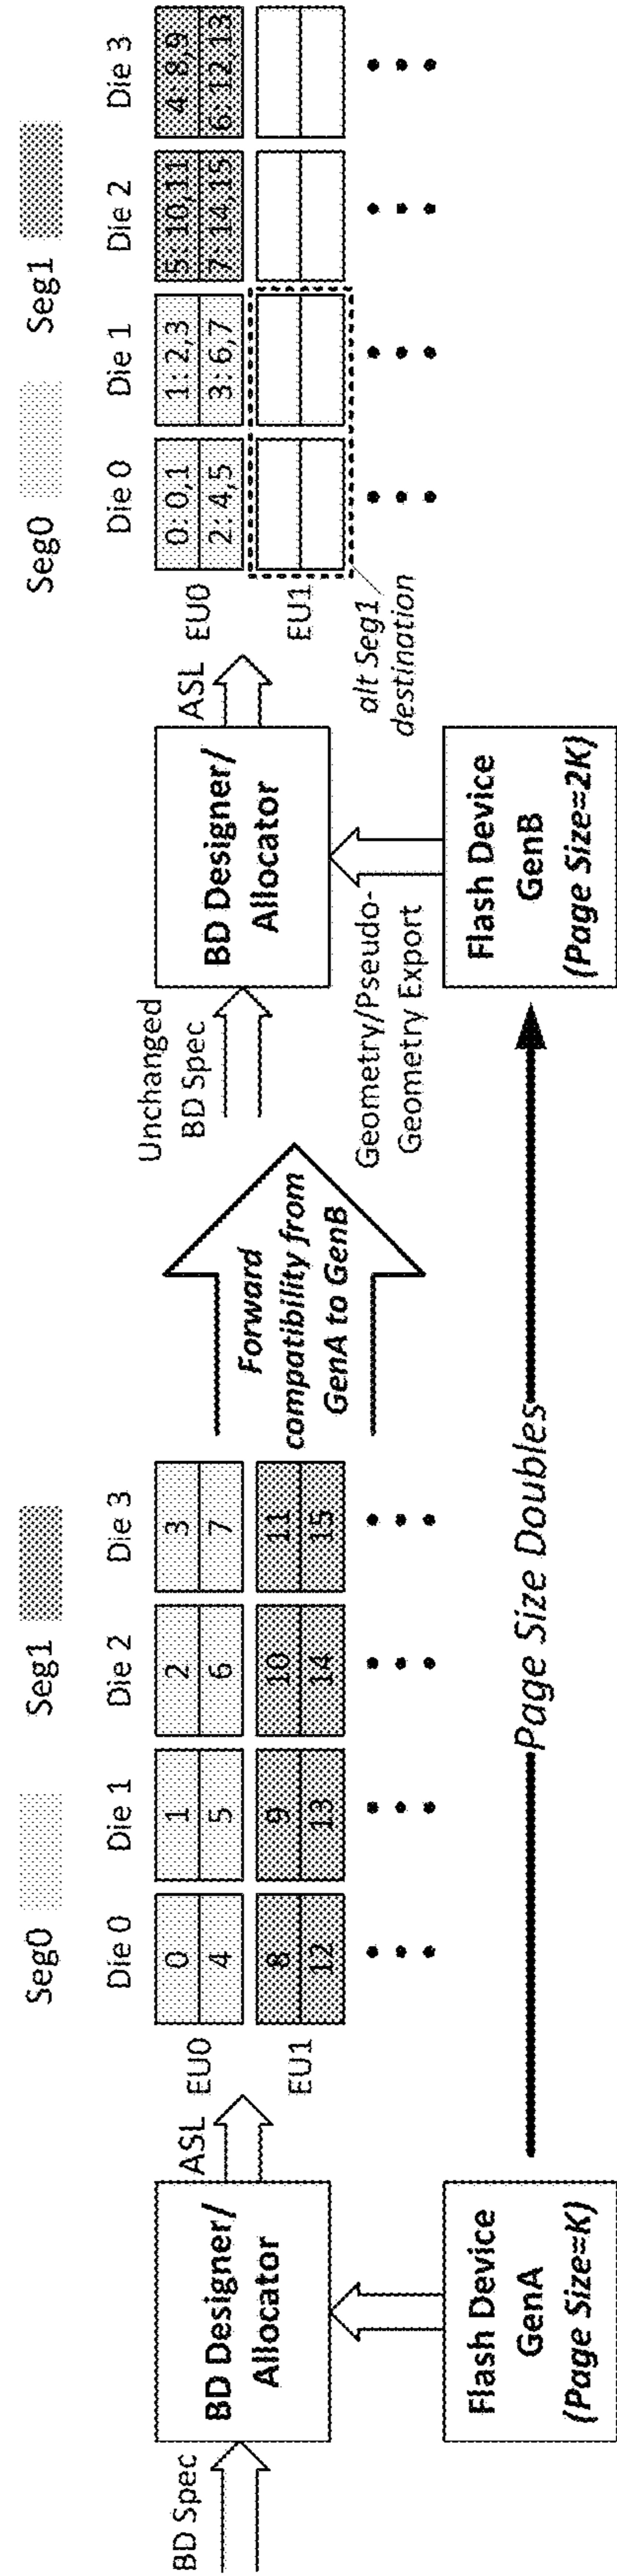 BD Spec
BD Designer/
Allocator
Flash Device
GenA
(Page Size=K)
ASL
Seg0
Seg1
Die 0
Die 1
Die 2
Die 3
EU0
0
1
2
3
4
5
6
7
EU1
8
9
10
11
12
13
14
15
Forward
compatibility from
GenA to GenB
Page Size Doubles
Unchanged
BD Spec
BD Designer/
Allocator
Geometry/Pseudo-
Geometry Export
Flash Device
GenB
(Page Size=2K)
ASL
Seg0
Seg1
Die 0
Die 1
Die 2
Die 3
EU0
0: 0,1
1: 2,3
5: 10,11
4: 8,9
2: 4,5
3: 6,7
7: 14,15
6: 12,13
EU1
alt Seg1
destination